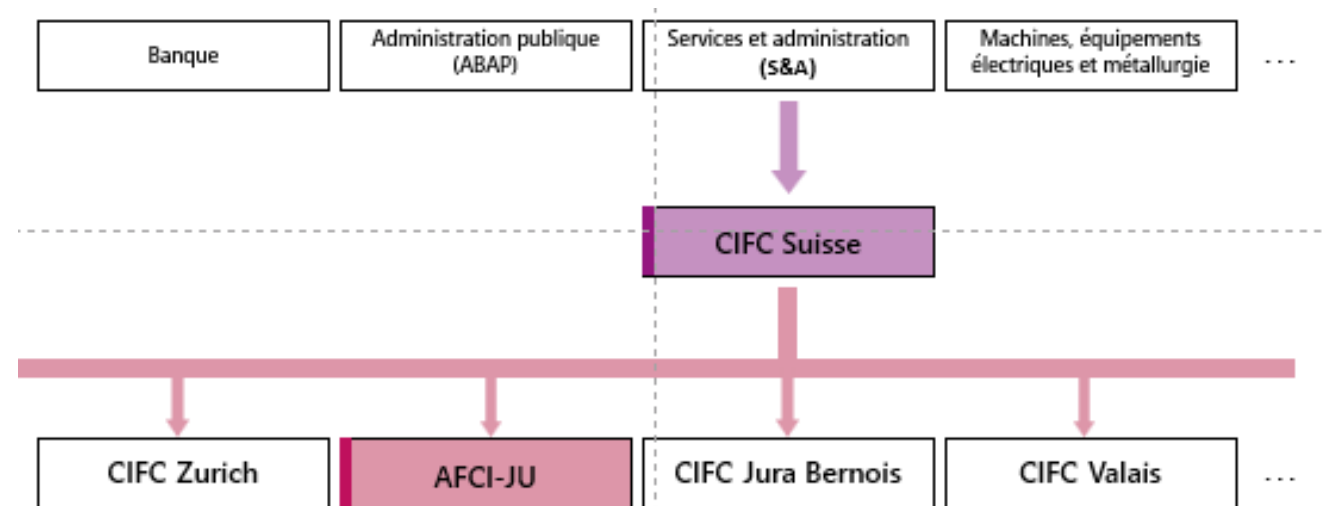 Banque
Administration publique
(ABAP)
Services et administration
(S&A)
Machines, équipements
électriques et métallurgie
...
CIFC Suisse
CIFC Zurich
AFCI-JU
CIFC Jura Bernois
CIFC Valais
...